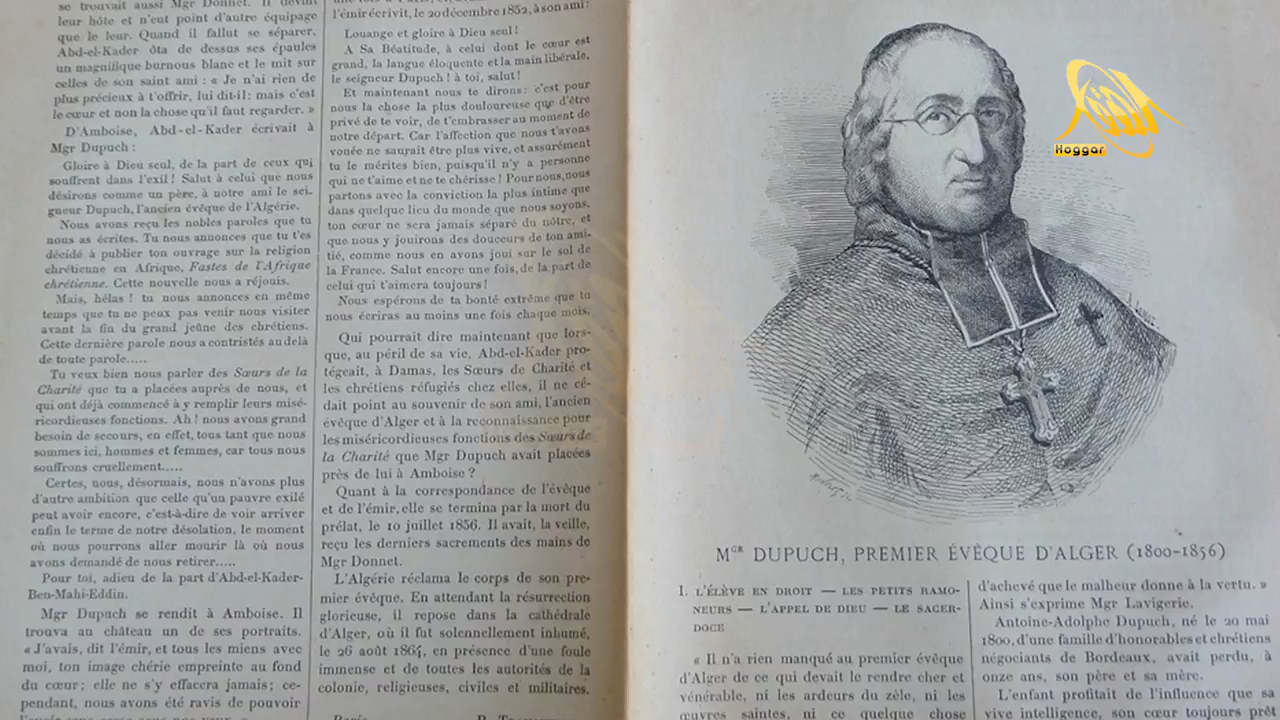 se trouvait aussi Mgr Donnet. Il devint
leur hôte et n'eut point d'autre équipage
que le leur. Quand il fallut se séparer,
Abd-el-Kader ôta de dessus ses épaules
un magnifique burnous blanc et le mit sur
celles de son saint ami : « Je n'ai rien de
plus précieux à t'offrir, lui dit-il: mais c'est
le cœur et non la chose qu'il faut regarder. »
D'Amboise, Abd-el-Kader écrivait à
Mgr Dupuch :
Gloire à Dieu seul, de la part de ceux qui
souffrent dans l'exil ! Salut à celui que nous
désirons comme un père, à notre ami le sei-
gneur Dupuch, l'ancien évêque de l'Algérie.
Nous avons reçu les nobles paroles que tu
nous as écrites. Tu nous annonces que tu t'es
décidé à publier ton ouvrage sur la religion
chrétienne en Afrique, Fastes de l'Afrique
chrétienne. Cette nouvelle nous a réjouis.
Mais, hélas ! tu nous annonces en même
temps que tu ne peux pas venir nous visiter
avant la fin du grand jeûne des chrétiens.
Cette dernière parole nous a contristés au delà
de toute parole.....
Tu veux bien nous parler des Sœurs de la
Charité que tu a placées auprès de nous, et
qui ont déjà commencé à y remplir leurs misé-
ricordieuses fonctions. Ah ! nous avons grand
besoin de secours, en effet, tous tant que nous
sommes ici, hommes et femmes, car tous nous
souffrons cruellement.....
Certes, nous, désormais, nous n'avons plus
d'autre ambition que celle qu'un pauvre exilé
peut avoir encore, c'est-à-dire de voir arriver
enfin le terme de notre désolation, le moment
où nous pourrons aller mourir là où nous
avons demandé de nous retirer.....
Pour toi, adieu de la part d'Abd-el-Kader-
Ben-Mahi-Eddin.
Mgr Dupuch se rendit à Amboise. Il
trouva au château un de ses portraits.
« J'avais, dit l'émir, et tous les miens avec
moi, ton image chérie empreinte au fond
du cœur; elle ne s'y effacera jamais; ce-
pendant, nous avons été ravis de pouvoir
l'émir écrivit, le 20 décembre 1852, à son ami :
Louange et gloire à Dieu seul !
A Sa Béatitude, à celui dont le cœur est
grand, la langue éloquente et la main libérale,
le seigneur Dupuch ! à toi, salut!
Et maintenant nous te dirons : c'est pour
nous la chose la plus douloureuse que d'être
privé de te voir, de t'embrasser au moment de
notre départ. Car l'affection que nous t'avons
vouée ne saurait être plus vive, et assurément
tu le mérites bien, puisqu'il n'y a personne
qui ne t'aime et ne te chérisse ! Pour nous, nous
partons avec la conviction la plus intime que
dans quelque lieu du monde que nous soyons,
ton cœur ne sera jamais séparé du nôtre, et
que nous y jouirons des douceurs de ton ami-
tié, comme nous en avons joui sur le sol de
la France. Salut encore une fois, de la part de
celui qui t'aimera toujours !
Nous espérons de ta bonté extrême que tu
nous écriras au moins une fois chaque mois.
Qui pourrait dire maintenant que lors-
que, au péril de sa vie, Abd-el-Kader pro-
tégeait, à Damas, les Sœurs de Charité et
les chrétiens réfugiés chez elles, il ne cé-
dait point au souvenir de son ami, l'ancien
évêque d'Alger et à la reconnaissance pour
les miséricordieuses fonctions des Sœurs de
la Charité que Mgr Dupuch avait placées
près de lui à Amboise ?
Quant à la correspondance de l'évêque
et de l'émir, elle se termina par la mort du
prélat, le 10 juillet 1856. Il avait, la veille,
reçu les derniers sacrements des mains de
Mgr Donnet.
L'Algérie réclama le corps de son pre-
mier évêque. En attendant la résurrection
glorieuse, il repose dans la cathédrale
d'Alger, où il fut solennellement inhumé,
le 26 août 1864, en présence d'une foule
immense et de toutes les autorités de la
colonie, religieuses, civiles et militaires.
Paris.
Hoggar
Mgr DUPUCH, PREMIER ÉVÊQUE D'ALGER (1800-1856)
I. L'ÉLÈVE EN DROIT — LES PETITS RAMO-
NEURS — L'APPEL DE DIEU — LE SACER-
DOCE
« Il n'a rien manqué au premier évêque
d'Alger de ce qui devait le rendre cher et
vénérable, ni les ardeurs du zèle, ni les
œuvres saintes, ni ce quelque chose
d'achevé que le malheur donne à la vertu. »
Ainsi s'exprime Mgr Lavigerie.
Antoine-Adolphe Dupuch, né le 20 mai
1800, d'une famille d'honorables et chrétiens
négociants de Bordeaux, avait perdu, à
onze ans, son père et sa mère.
L'enfant profitait de l'influence que sa
vive intelligence, son cœur toujours prêt